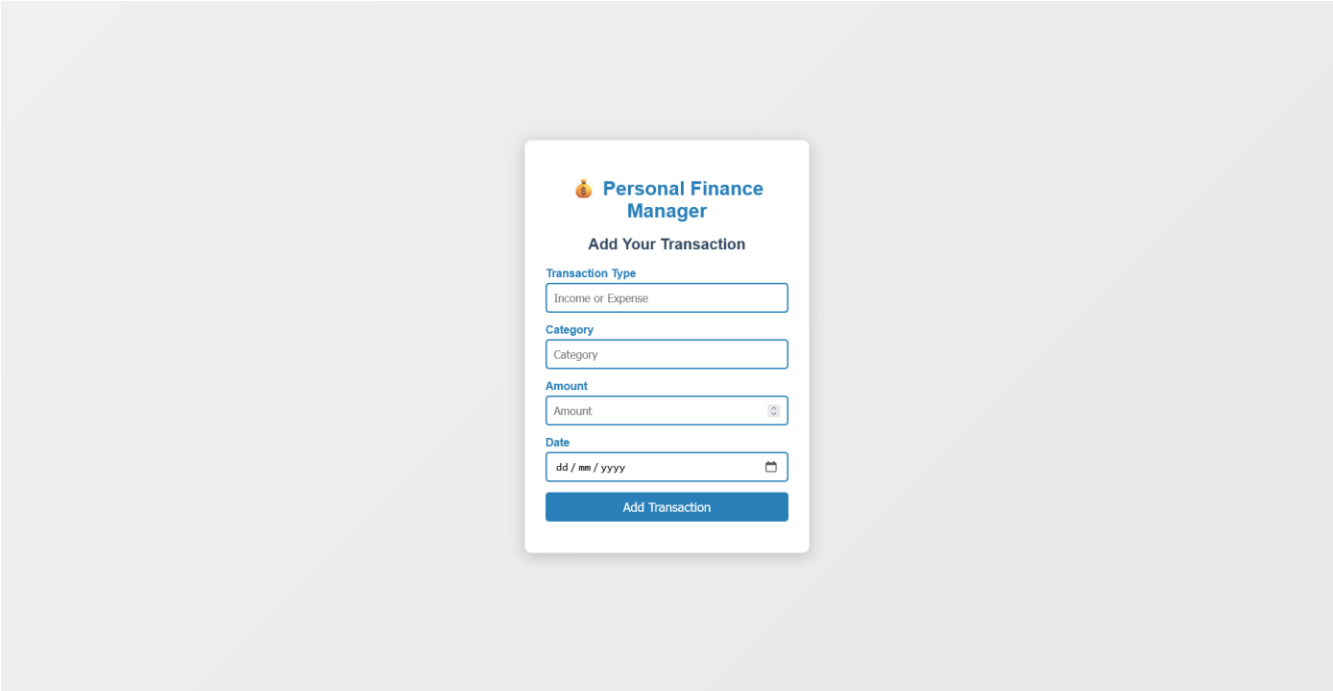 💰 Personal Finance
Manager
Add Your Transaction
Transaction Type
Income or Expense
Category
Category
Amount
Amount
Date
dd/mm/yyyy
Add Transaction